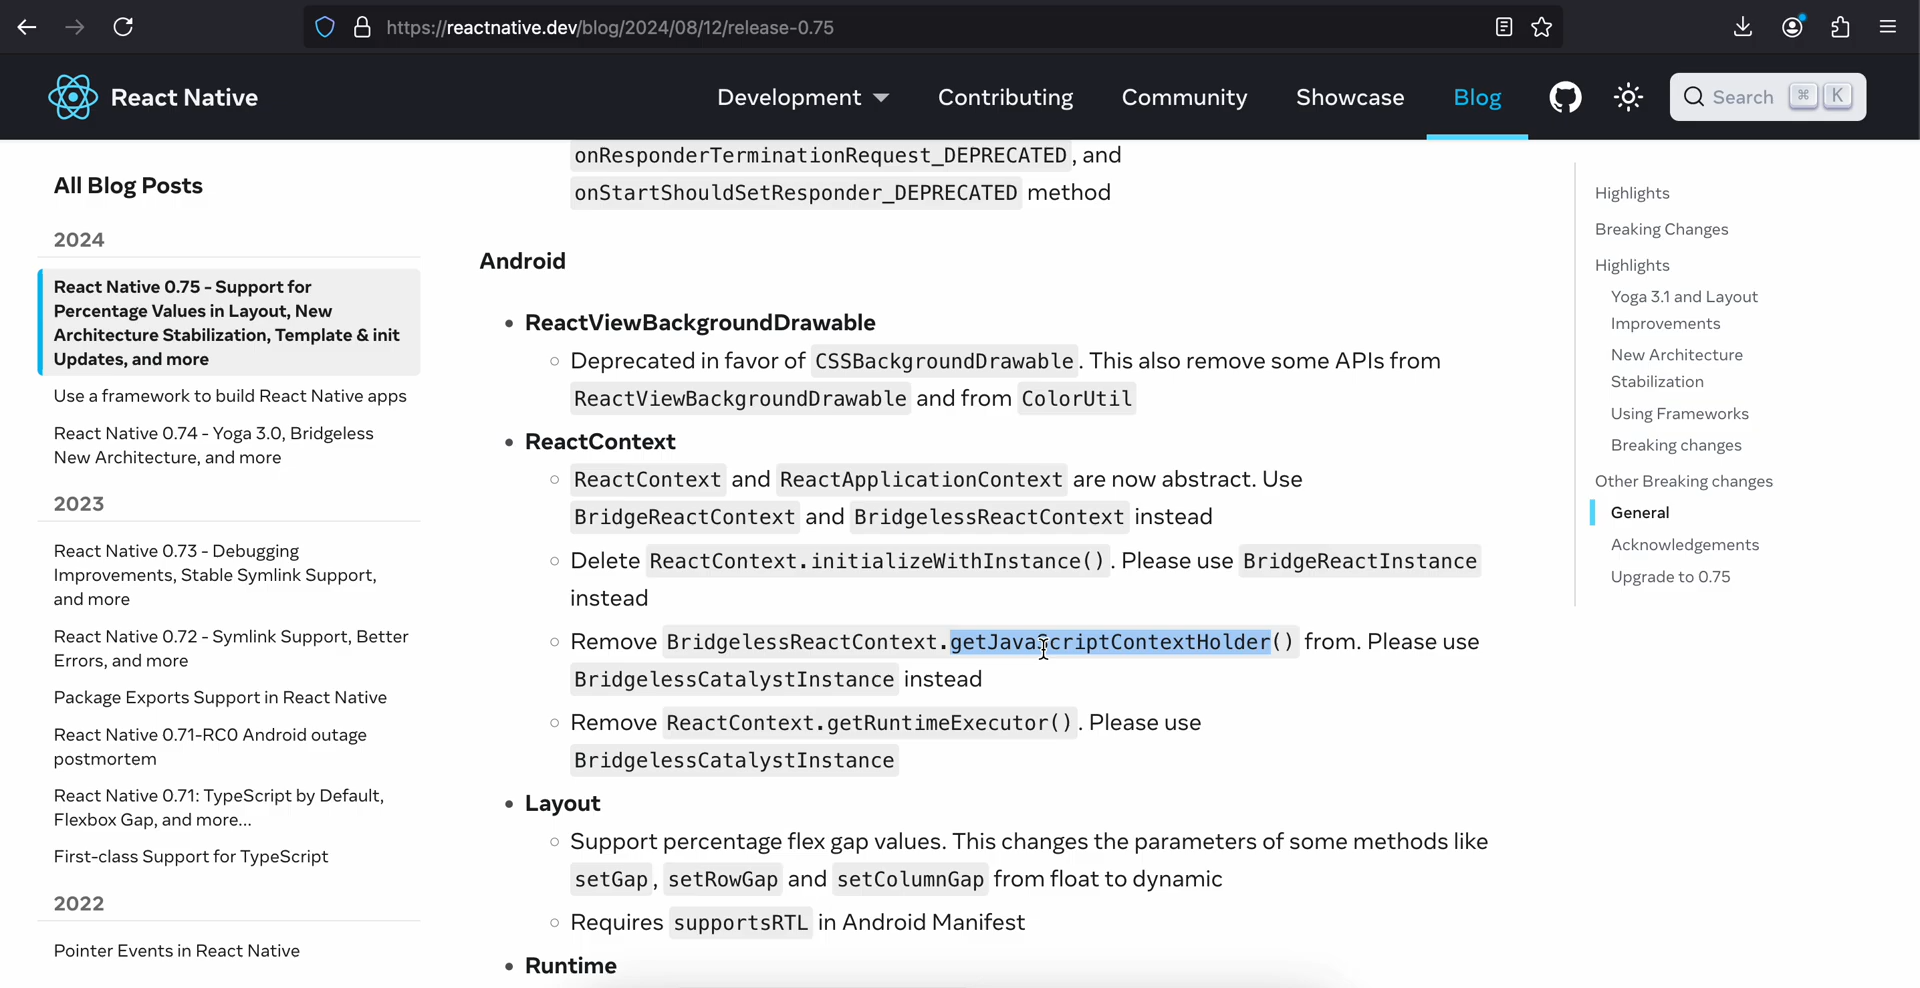 https://reactnative.dev/blog/2024/08/12/release-0.75
React Native
Development
Contributing
Community
Showcase
Blog
Search ⌘ K
All Blog Posts
2024
React Native 0.75 - Support for
Percentage Values in Layout, New
Architecture Stabilization, Template & init
Updates, and more
Use a framework to build React Native apps
React Native 0.74 - Yoga 3.0, Bridgeless
New Architecture, and more
2023
React Native 0.73 - Debugging
Improvements, Stable Symlink Support,
and more
React Native 0.72 - Symlink Support, Better
Errors, and more
Package Exports Support in React Native
React Native 0.71-RC0 Android outage
postmortem
React Native 0.71: TypeScript by Default,
Flexbox Gap, and more...
First-class Support for TypeScript
2022
Pointer Events in React Native
onResponderTerminationRequest_DEPRECATED, and
onStartShouldSetResponder_DEPRECATED method
Android
• ReactViewBackgroundDrawable
◦ Deprecated in favor of CSSBackgroundDrawable. This also remove some APIs from
ReactViewBackgroundDrawable and from ColorUtil
• ReactContext
◦ ReactContext and ReactApplicationContext are now abstract. Use
BridgeReactContext and BridgelessReactContext instead
◦ Delete ReactContext.initializeWithInstance(). Please use BridgeReactInstance
instead
◦ Remove BridgelessReactContext.getJavaScriptContextHolder() from. Please use
BridgelessCatalystInstance instead
◦ Remove ReactContext.getRuntimeExecutor(). Please use
BridgelessCatalystInstance
• Layout
◦ Support percentage flex gap values. This changes the parameters of some methods like
setGap, setRowGap and setColumnGap from float to dynamic
◦ Requires supportsRTL in Android Manifest
• Runtime
Highlights
Breaking Changes
Highlights
Yoga 3.1 and Layout
Improvements
New Architecture
Stabilization
Using Frameworks
Breaking changes
Other Breaking changes
General
Acknowledgements
Upgrade to 0.75